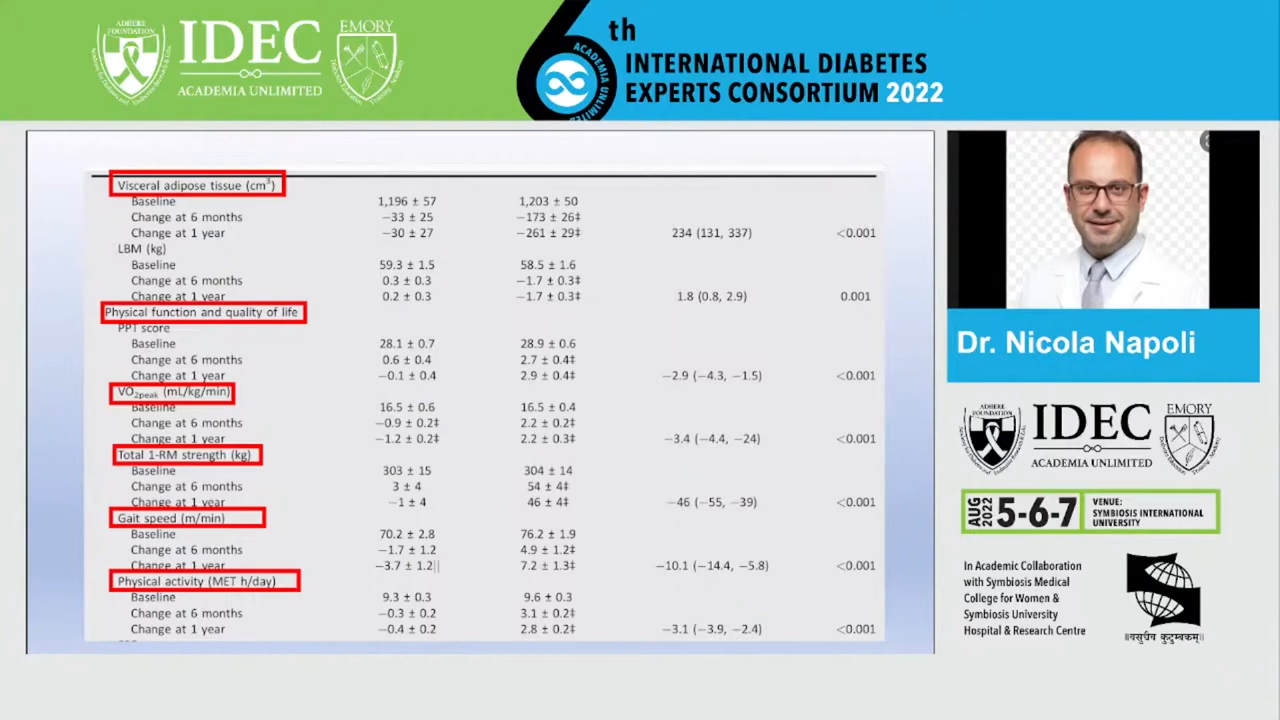 ADHERE
FOUNDATION
IDEC
ACADEMIA UNLIMITED
EMORY
6th
ACADEMIA
UNLIMITED
INTERNATIONAL DIABETES
EXPERTS CONSORTIUM 2022
Visceral adipose tissue (cm³)
Baseline 1,196 ± 57 1,203 ± 50
Change at 6 months −33 ± 25 −173 ± 26‡
Change at 1 year −30 ± 27 −261 ± 29‡ 234 (131, 337) <0.001
LBM (kg)
Baseline 59.3 ± 1.5 58.5 ± 1.6
Change at 6 months 0.3 ± 0.3 −1.7 ± 0.3‡
Change at 1 year 0.2 ± 0.3 −1.7 ± 0.3‡ 1.8 (0.8, 2.9) 0.001
Physical function and quality of life
PPT score
Baseline 28.1 ± 0.7 28.9 ± 0.6
Change at 6 months 0.6 ± 0.4 2.7 ± 0.4‡
Change at 1 year −0.1 ± 0.4 2.9 ± 0.4‡ −2.9 (−4.3, −1.5) <0.001
VO2peak (mL/kg/min)
Baseline 16.5 ± 0.6 16.5 ± 0.4
Change at 6 months −0.9 ± 0.2‡ 2.2 ± 0.2‡
Change at 1 year −1.2 ± 0.2‡ 2.2 ± 0.3‡ −3.4 (−4.4, −24) <0.001
Total 1-RM strength (kg)
Baseline 303 ± 15 304 ± 14
Change at 6 months 3 ± 4 54 ± 4‡
Change at 1 year −1 ± 4 46 ± 4‡ −46 (−55, −39) <0.001
Gait speed (m/min)
Baseline 70.2 ± 2.8 76.2 ± 1.9
Change at 6 months −1.7 ± 1.2 4.9 ± 1.2‡
Change at 1 year −3.7 ± 1.2|| 7.2 ± 1.3‡ −10.1 (−14.4, −5.8) <0.001
Physical activity (MET h/day)
Baseline 9.3 ± 0.3 9.6 ± 0.3
Change at 6 months −0.3 ± 0.2 3.1 ± 0.2‡
Change at 1 year −0.4 ± 0.2 2.8 ± 0.2‡ −3.1 (−3.9, −2.4) <0.001
Dr. Nicola Napoli
ADHERE
FOUNDATION
IDEC
ACADEMIA UNLIMITED
EMORY
AUG 2022 5-6-7
VENUE:
SYMBIOSIS INTERNATIONAL
UNIVERSITY
In Academic Collaboration
with Symbiosis Medical
College for Women &
Symbiosis University
Hospital & Research Centre
॥वसुधैव कुटुम्बकम्॥